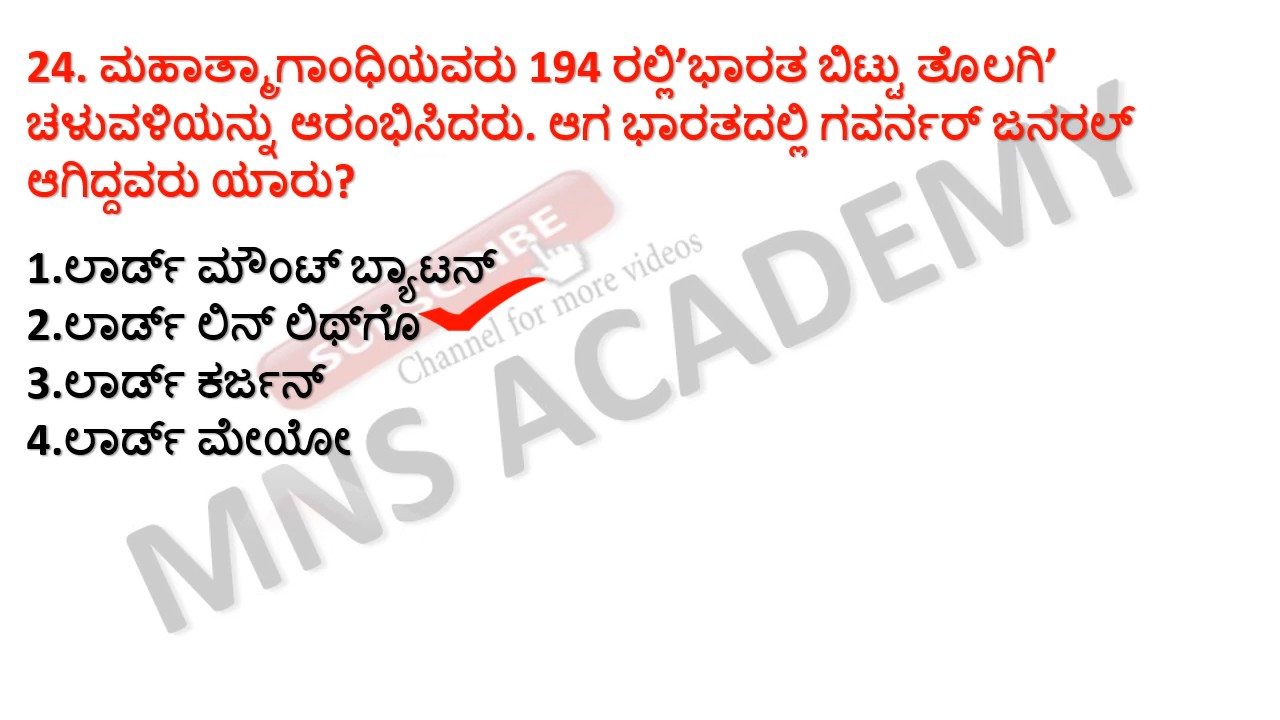 24. ಮಹಾತ್ಮಾಗಾಂಧಿಯವರು 194 ರಲ್ಲಿ’ಭಾರತ ಬಿಟ್ಟು ತೊಲಗಿ’
ಚಳುವಳಿಯನ್ನು ಆರಂಭಿಸಿದರು. ಆಗ ಭಾರತದಲ್ಲಿ ಗವರ್ನರ್ ಜನರಲ್
ಆಗಿದ್ದವರು ಯಾರು?
1.ಲಾರ್ಡ್ ಮೌಂಟ್ ಬ್ಯಾಟನ್
2.ಲಾರ್ಡ್ ಲಿನ್ ಲಿಥ್‌ಗೊ
3.ಲಾರ್ಡ್ ಕರ್ಜನ್
4.ಲಾರ್ಡ್ ಮೇಯೋ
SUBSCRIBE
Channel for more videos
MNS ACADEMY